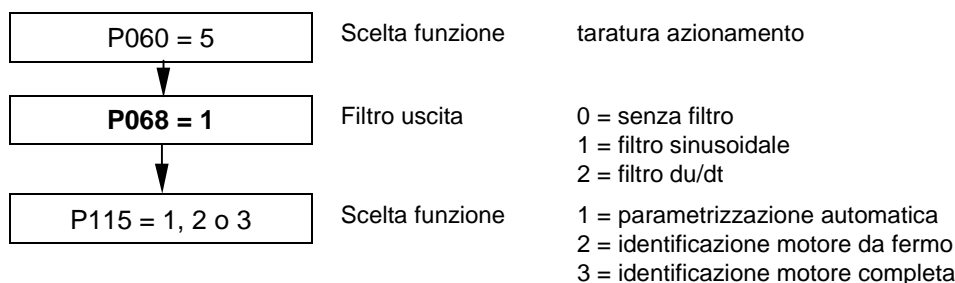 P060 = 5 Scelta funzione taratura azionamento
P068 = 1 Filtro uscita 0 = senza filtro
1 = filtro sinusoidale
2 = filtro du/dt
P115 = 1, 2 o 3 Scelta funzione 1 = parametrizzazione automatica
2 = identificazione motore da fermo
3 = identificazione motore completa